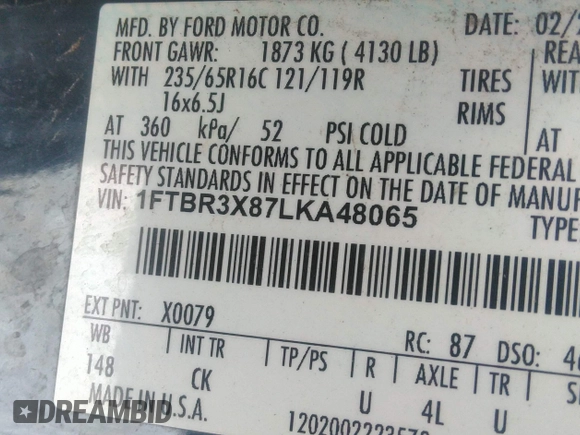 MFD. BY FORD MOTOR CO. DATE: 02/
FRONT GAWR: 1873 KG ( 4130 LB) REA
WITH 235/65R16C 121/119R TIRES WIT
16x6.5J RIMS
AT 360 kPa/ 52 PSI COLD AT
THIS VEHICLE CONFORMS TO ALL APPLICABLE FEDERAL
SAFETY STANDARDS IN EFFECT ON THE DATE OF MANUF
VIN: 1FTBR3X87LKA48065 TYPE
EXT PNT: X0079 RC: 87 DSO:
WB INT TR TP/PS R AXLE TR S
148 CK U 4L U
MADE IN U.S.A.
DREAMBID